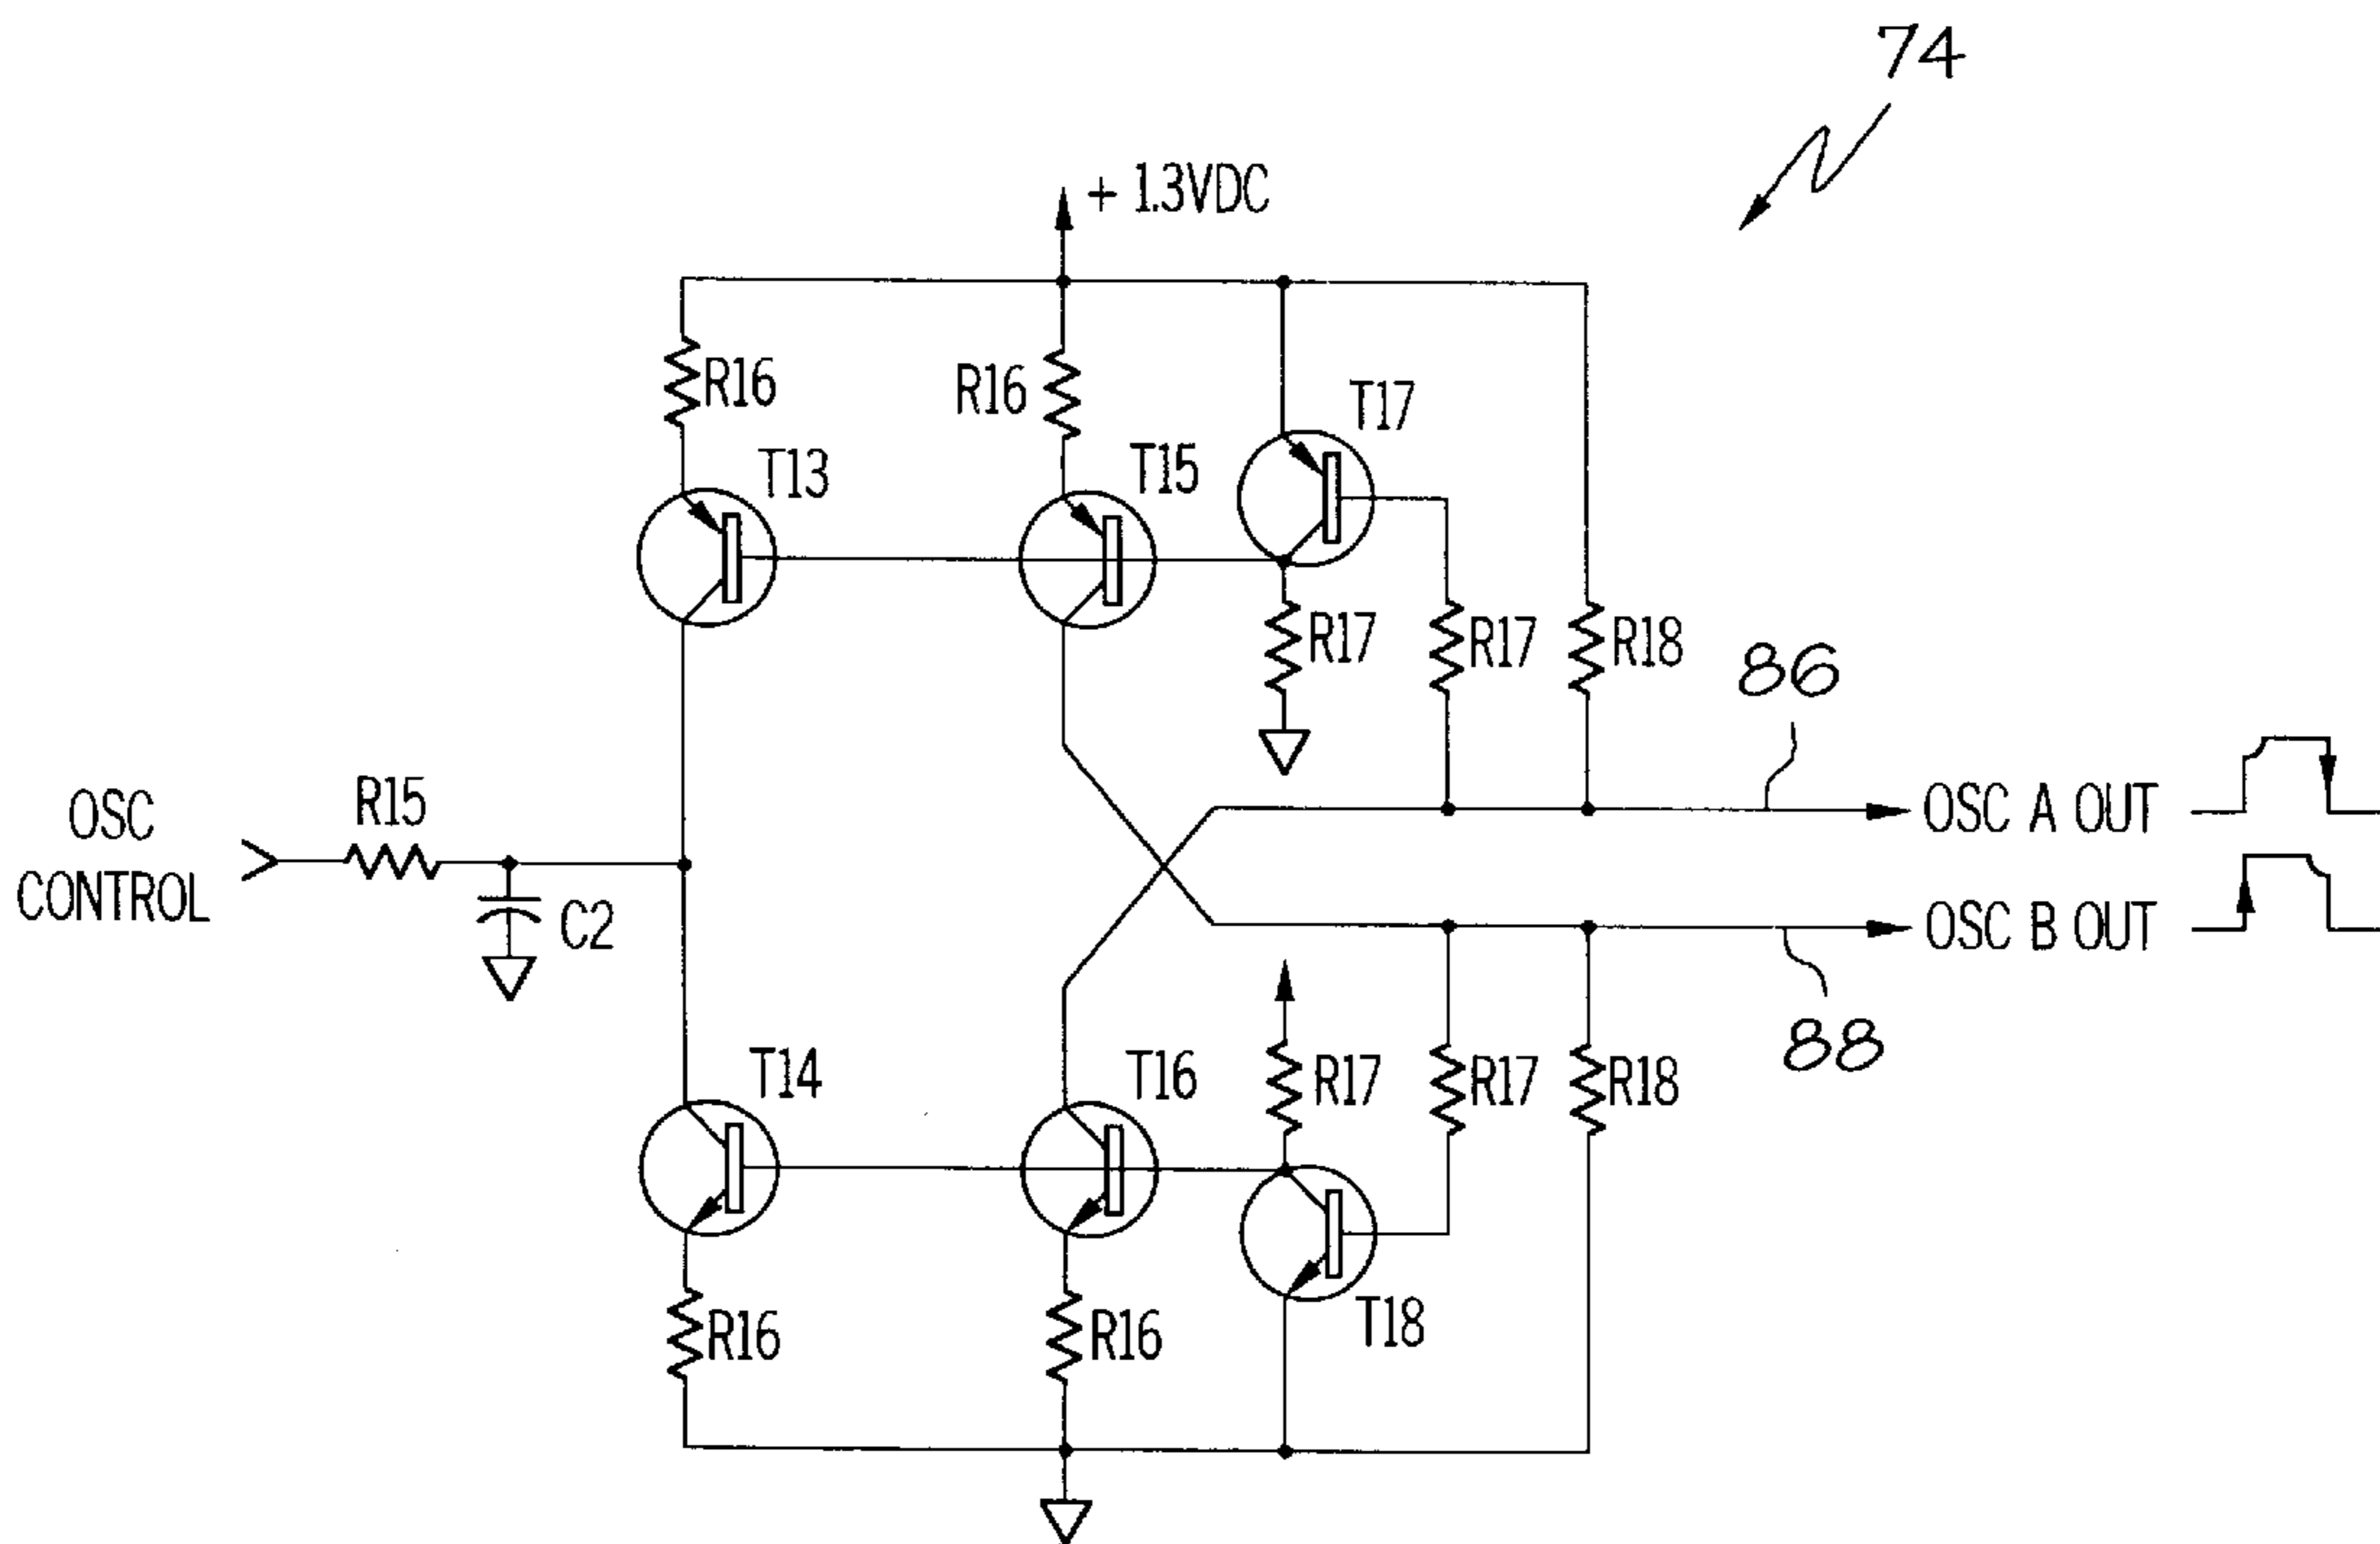 74
+ 1.3VDC
R16
R16
T17
T13
T15
R17
R17
R18
86
OSC
CONTROL
R15
C2
OSC A OUT
OSC B OUT
88
T14
T16
R17
R17
R18
R16
R16
T18